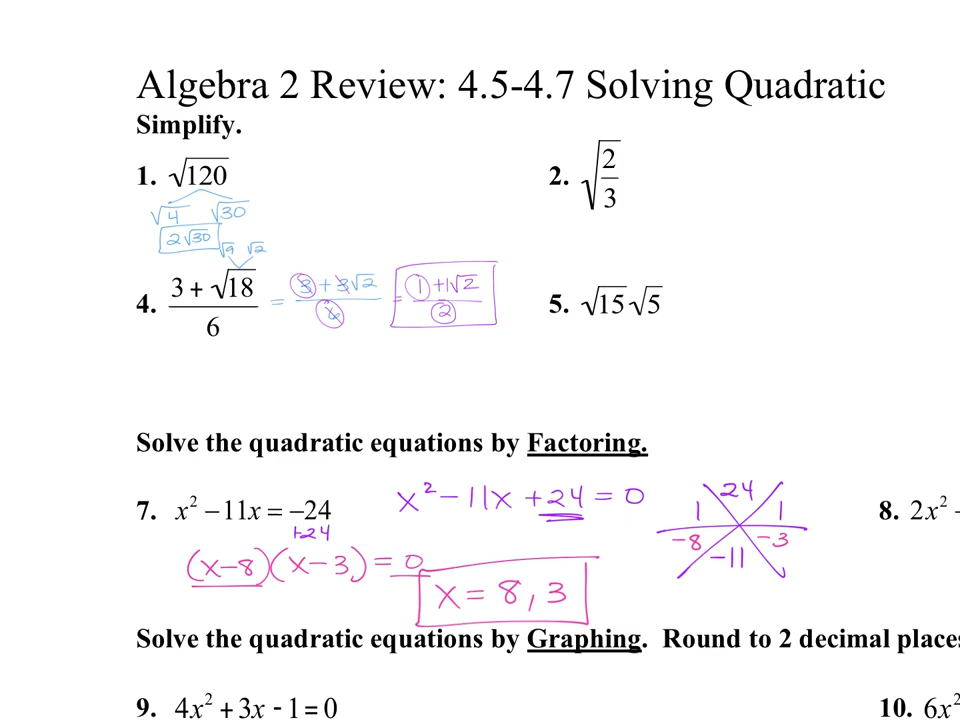 Algebra 2 Review: 4.5-4.7 Solving Quadratic
Simplify.
1. √120
√4 √30
2√30
2. √(2/3)
√9 √2
4. (3 + √18)/6 = (3 + 3√2)/6 = (1 + 1√2)/2
5. √15 √5
Solve the quadratic equations by Factoring.
7. x² − 11x = −24
+24
x² − 11x + 24 = 0
24
1 1
−8 −3
−11
8. 2x² −
(x − 8)(x − 3) = 0
x = 8, 3
Solve the quadratic equations by Graphing. Round to 2 decimal places
9. 4x² + 3x - 1 = 0
10. 6x²